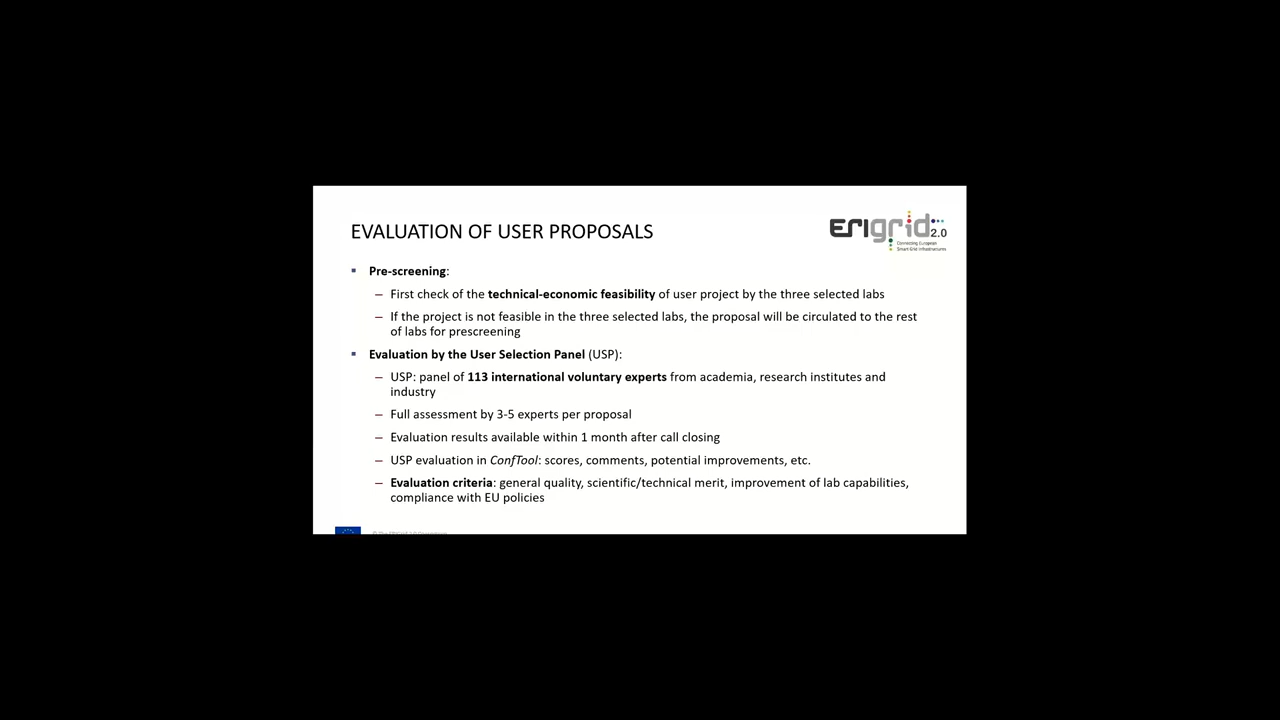 EVALUATION OF USER PROPOSALS
ERIgrid 2.0
Connecting European
Smart Grid Infrastructures
▪ Pre-screening:
– First check of the technical-economic feasibility of user project by the three selected labs
– If the project is not feasible in the three selected labs, the proposal will be circulated to the rest
of labs for prescreening
▪ Evaluation by the User Selection Panel (USP):
– USP: panel of 113 international voluntary experts from academia, research institutes and
industry
– Full assessment by 3-5 experts per proposal
– Evaluation results available within 1 month after call closing
– USP evaluation in ConfTool: scores, comments, potential improvements, etc.
– Evaluation criteria: general quality, scientific/technical merit, improvement of lab capabilities,
compliance with EU policies